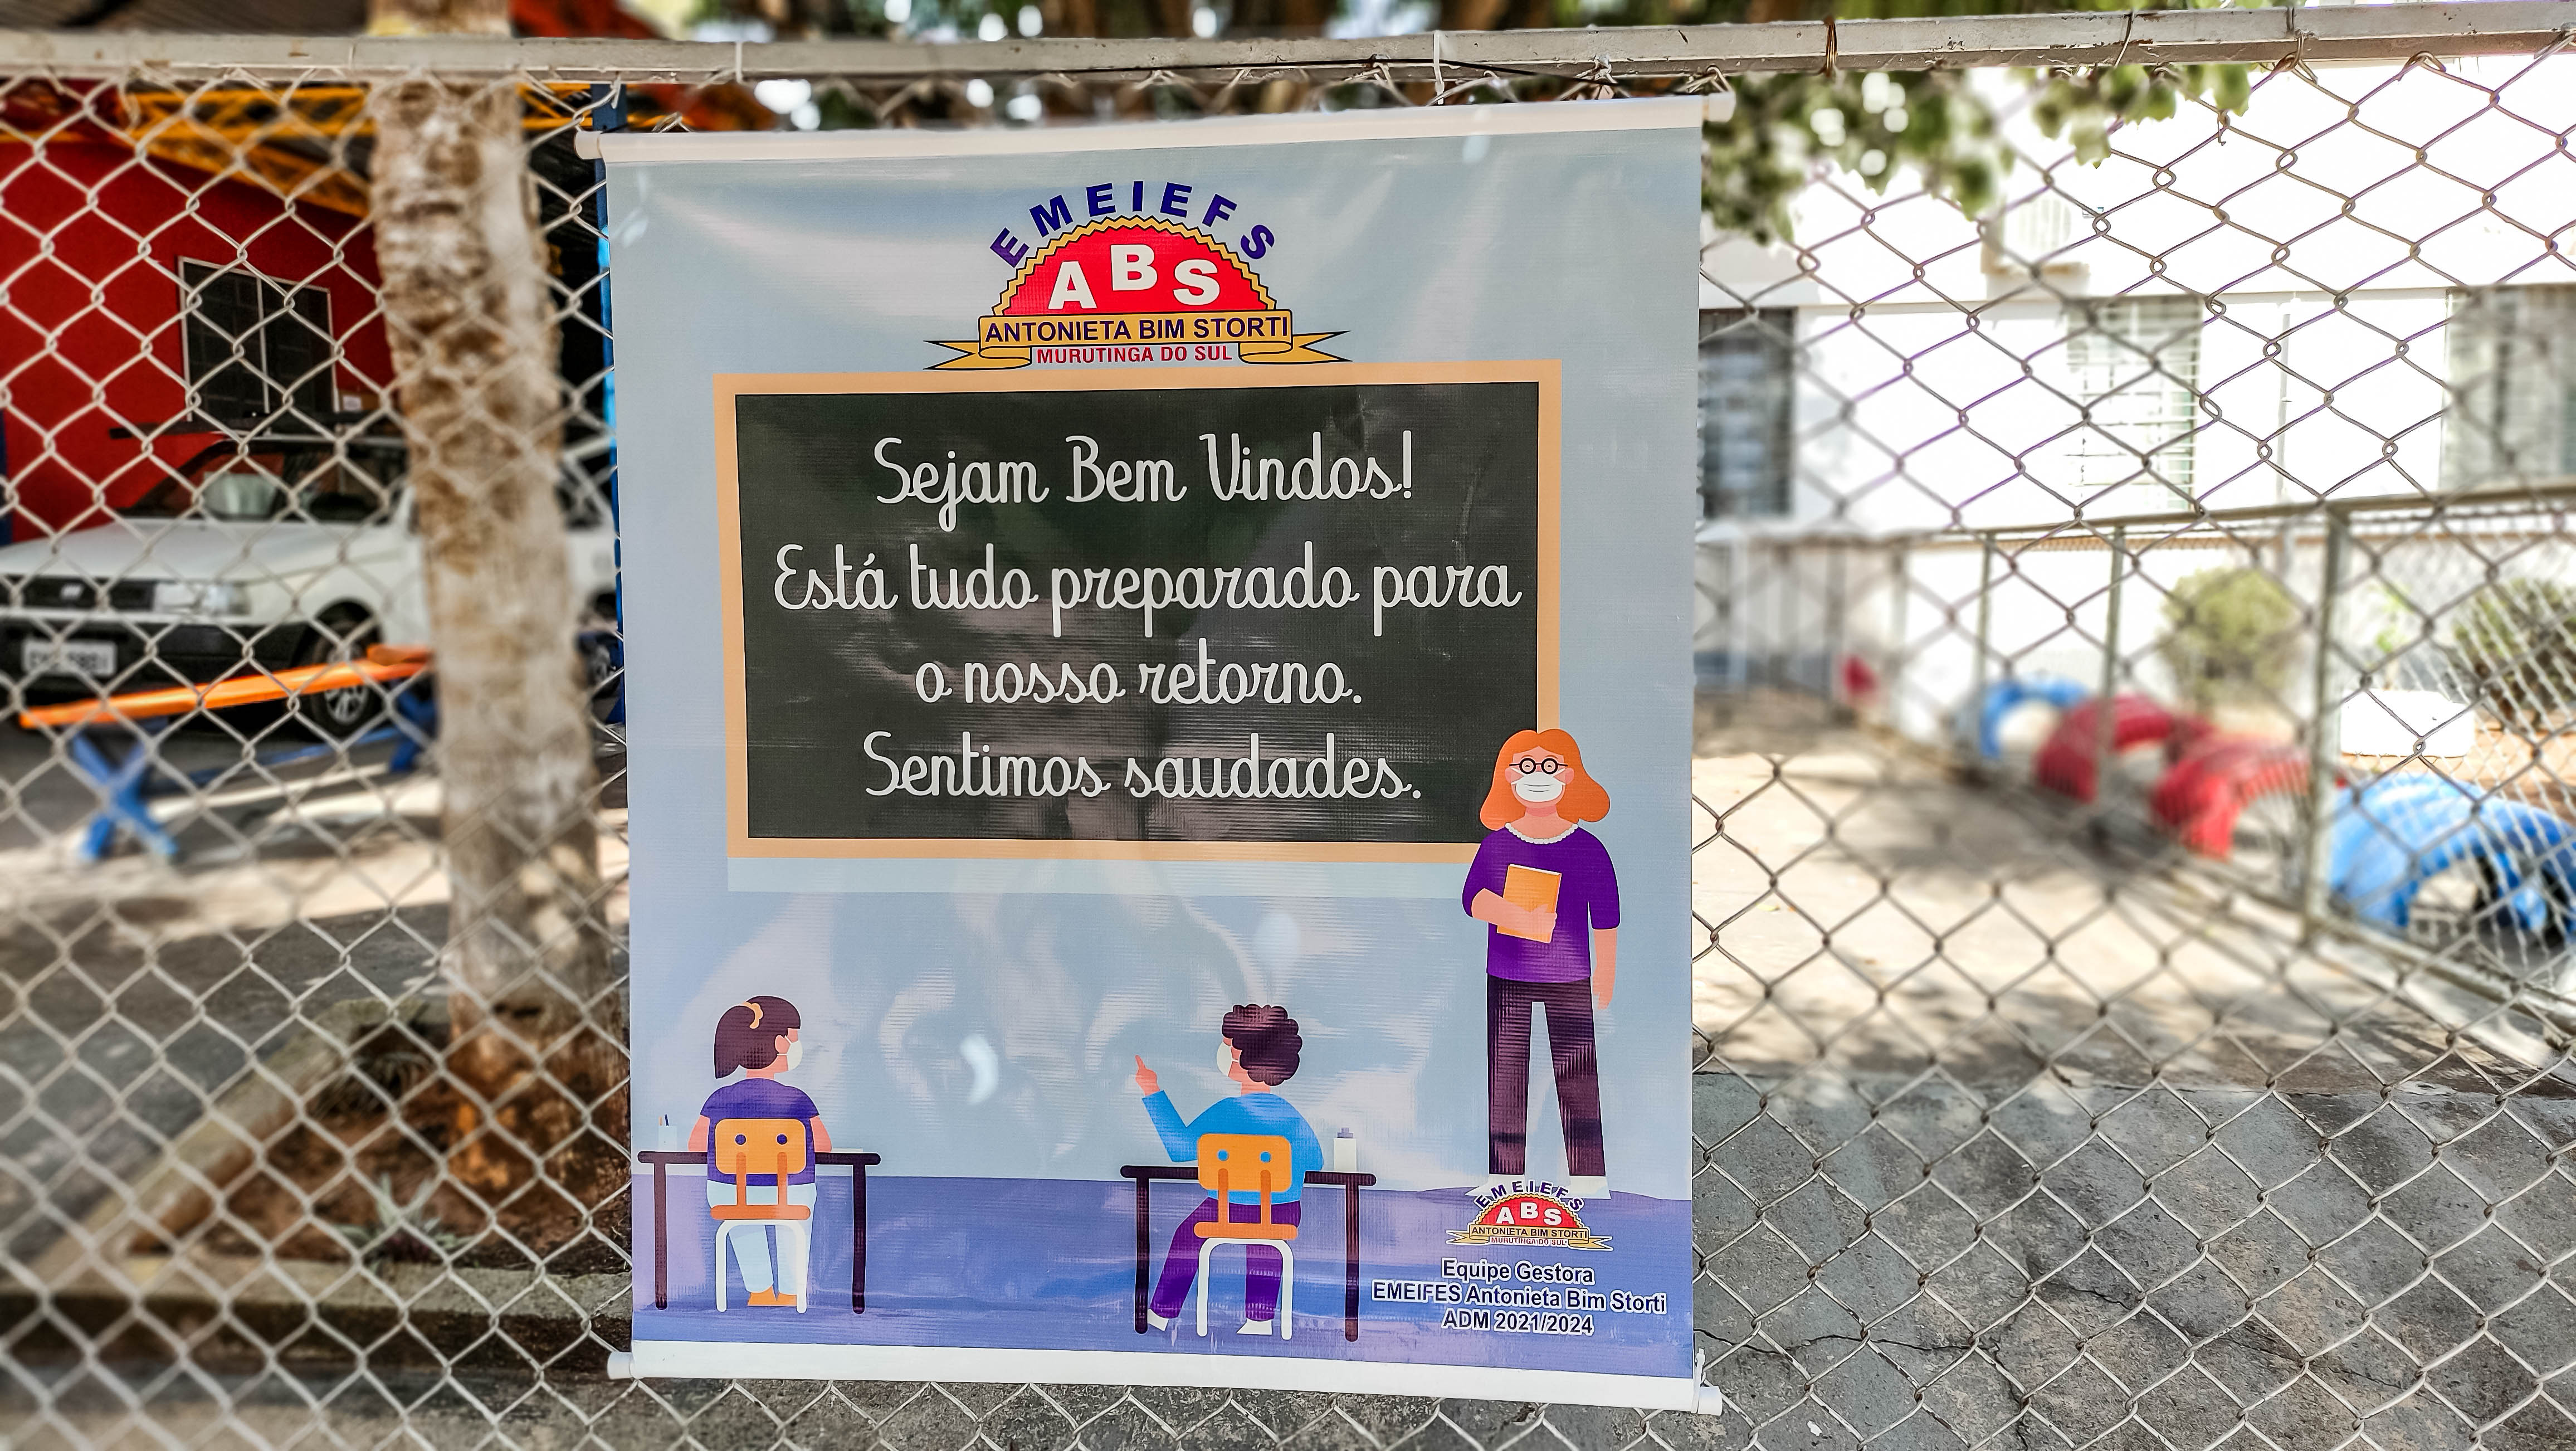 EMEIEFS
ABS
ANTONIETA BIM STORTI
MURUTINGA DO SUL
Sejam Bem Vindos!
Está tudo preparado para
o nosso retorno.
Sentimos saudades.
EMEIEFS
ABS
ANTONIETA BIM STORTI
MURUTINGA DO SUL
Equipe Gestora
EMEIFES Antonieta Bim Storti
ADM 2021/2024